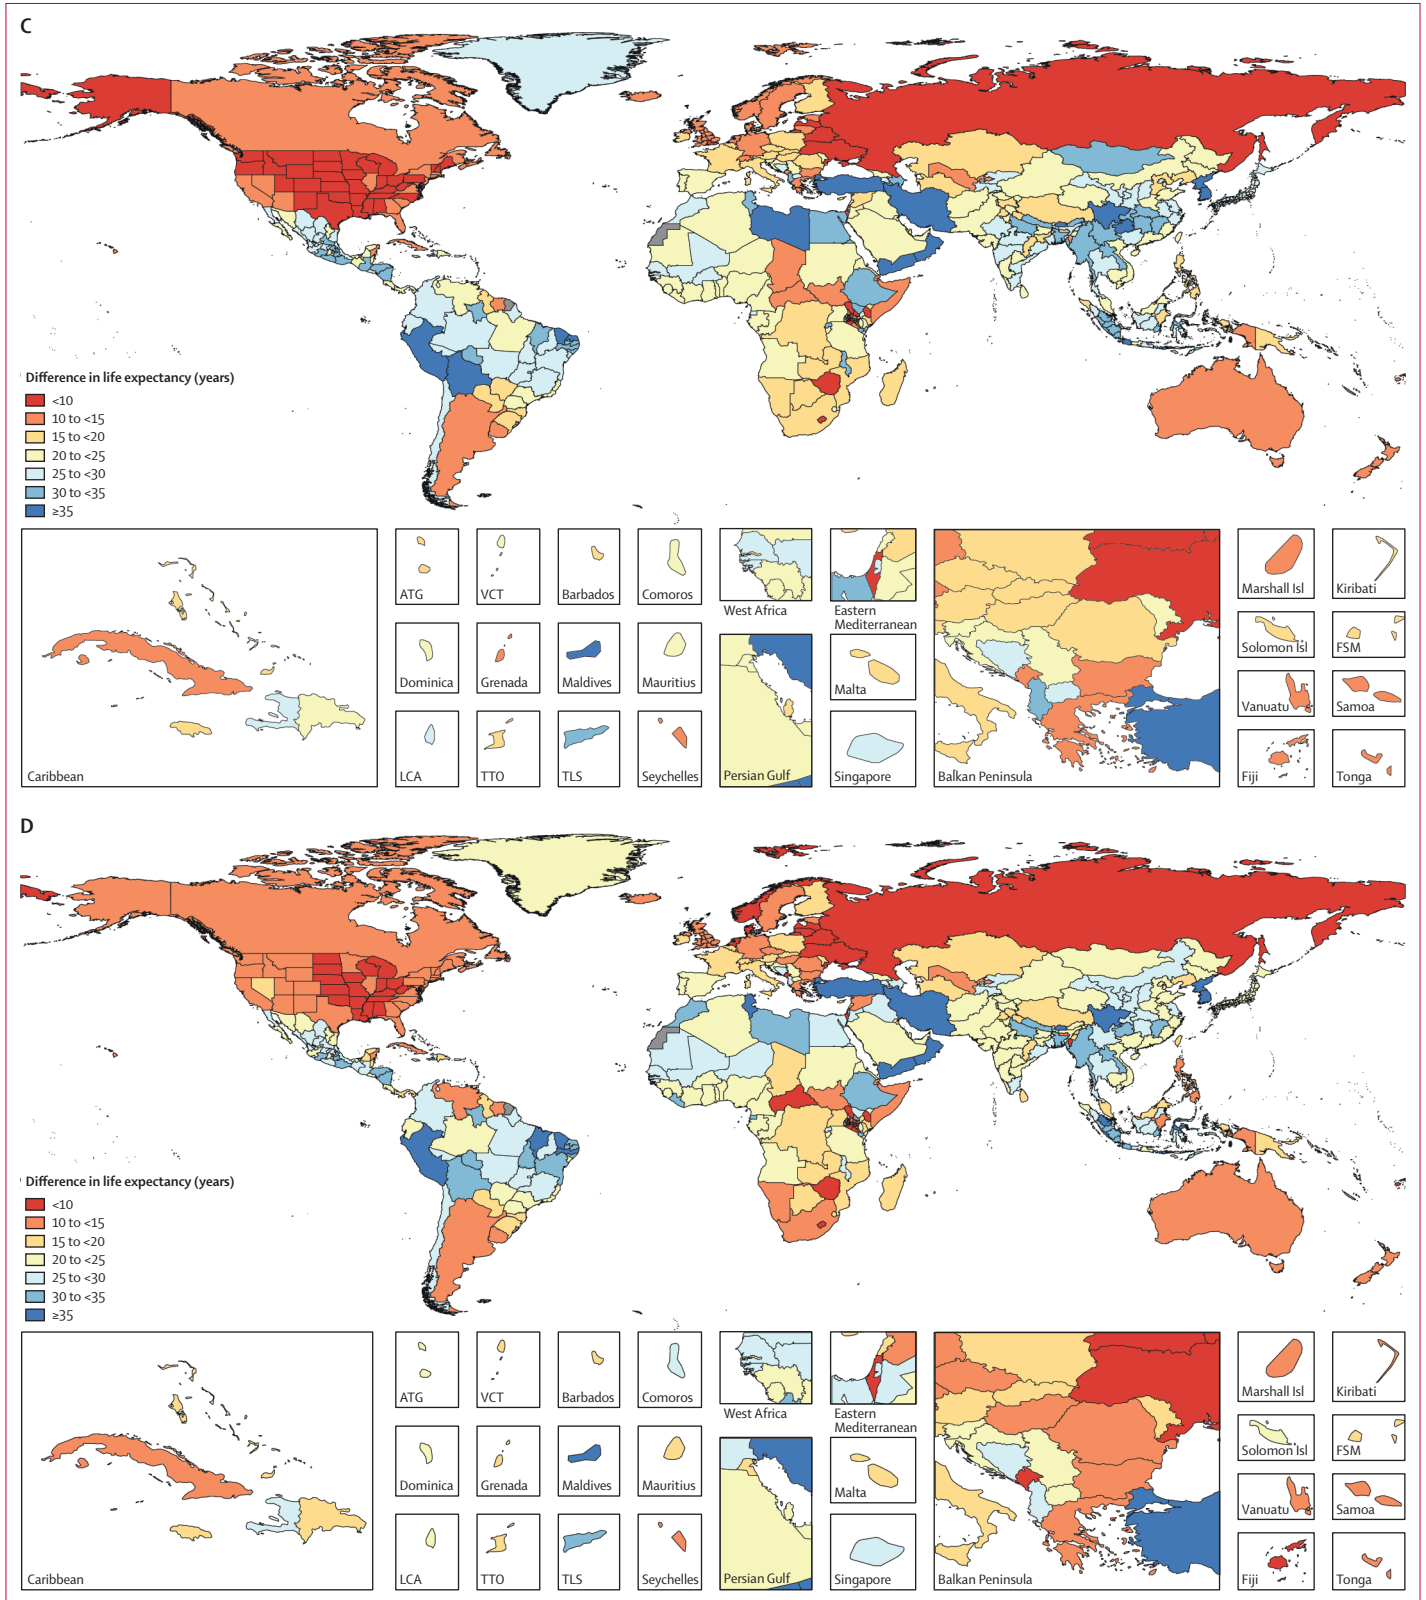 C
Difference in life expectancy (years)
<10
10 to <15
15 to <20
20 to <25
25 to <30
30 to <35
≥35
Caribbean
ATG
VCT
Barbados
Comoros
Dominica
Grenada
Maldives
Mauritius
LCA
TTO
TLS
Seychelles
West Africa
Eastern
Mediterranean
Persian Gulf
Malta
Singapore
Balkan Peninsula
Marshall Isl
Kiribati
Solomon Isl
FSM
Vanuatu
Samoa
Fiji
Tonga
D
Difference in life expectancy (years)
<10
10 to <15
15 to <20
20 to <25
25 to <30
30 to <35
≥35
Caribbean
ATG
VCT
Barbados
Comoros
Dominica
Grenada
Maldives
Mauritius
LCA
TTO
TLS
Seychelles
West Africa
Eastern
Mediterranean
Persian Gulf
Malta
Singapore
Balkan Peninsula
Marshall Isl
Kiribati
Solomon Isl
FSM
Vanuatu
Samoa
Fiji
Tonga